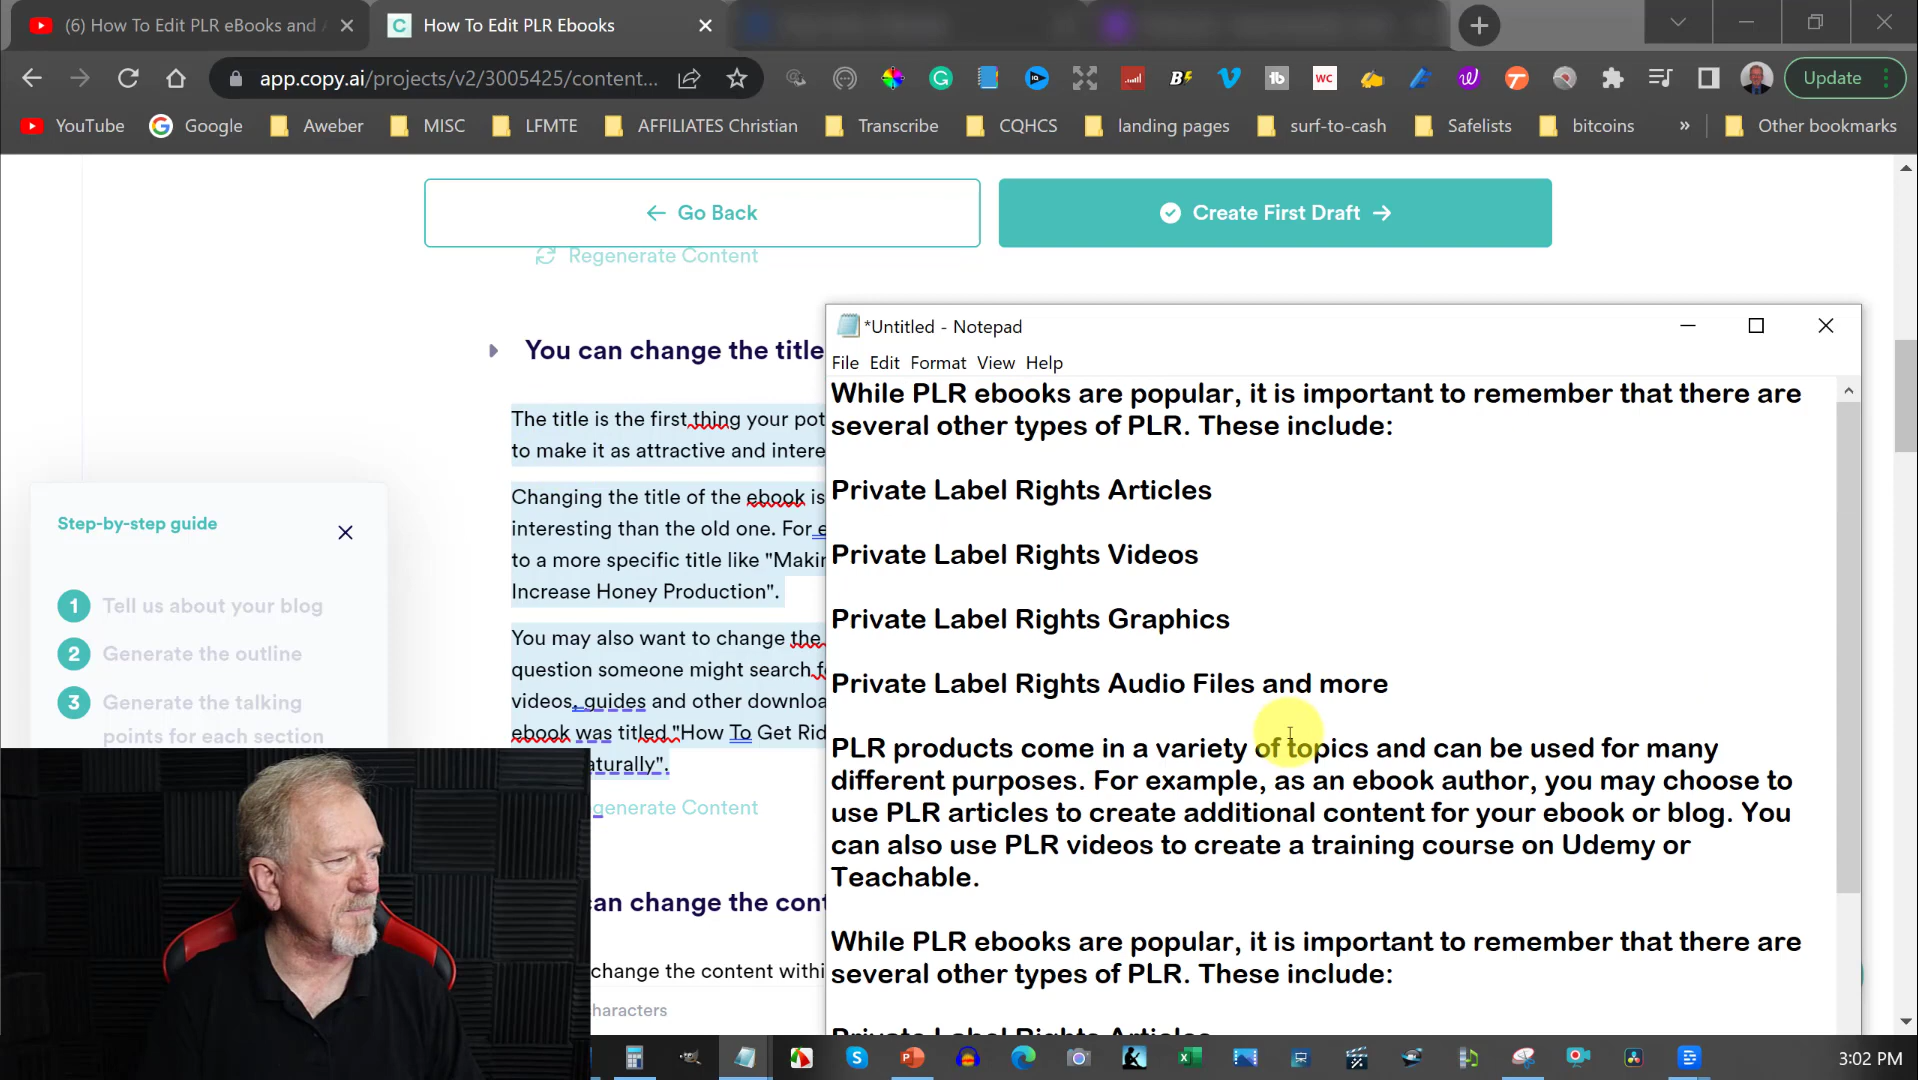 (6) How To Edit PLR eBooks and A
How To Edit PLR Ebooks
app.copy.ai/projects/v2/3005425/content...
Update
YouTube
Google
Aweber
MISC
LFMTE
AFFILIATES Christian
Transcribe
CQHCS
landing pages
surf-to-cash
Safelists
bitcoins
»
Other bookmarks
← Go Back
Create First Draft →
Regenerate Content
You can change the title
The title is the first thing your pot
to make it as attractive and intere
Changing the title of the ebook is
interesting than the old one. For e
to a more specific title like "Makin
Increase Honey Production".
You may also want to change the
question someone might search fo
videos, guides and other downloa
ebook was titled "How To Get Rid
aturally".
generate Content
can change the cont
change the content withi
haracters
Step-by-step guide
1 Tell us about your blog
2 Generate the outline
3 Generate the talking
points for each section
*Untitled - Notepad
File Edit Format View Help
While PLR ebooks are popular, it is important to remember that there are
several other types of PLR. These include:
Private Label Rights Articles
Private Label Rights Videos
Private Label Rights Graphics
Private Label Rights Audio Files and more
PLR products come in a variety of topics and can be used for many
different purposes. For example, as an ebook author, you may choose to
use PLR articles to create additional content for your ebook or blog. You
can also use PLR videos to create a training course on Udemy or
Teachable.
While PLR ebooks are popular, it is important to remember that there are
several other types of PLR. These include:
Private Label Rights Articles
3:02 PM